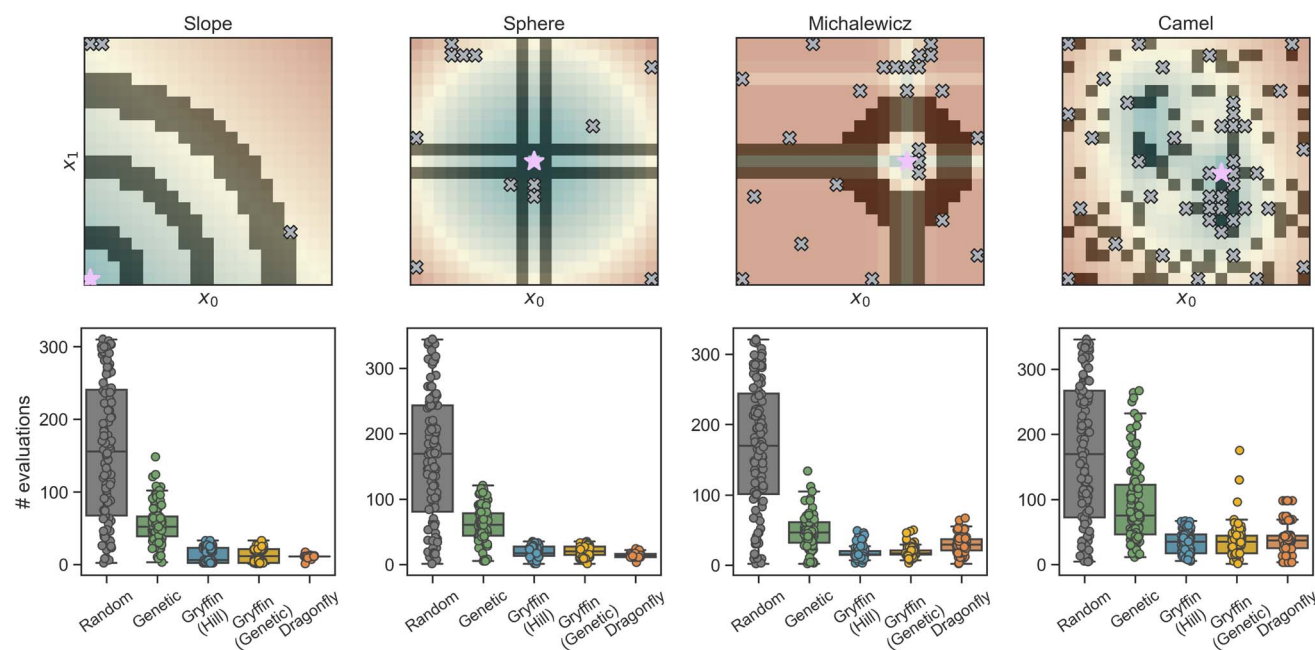 Slope
Sphere
Michalewicz
Camel
x₁
x₀
x₀
x₀
x₀
# evaluations
300
200
100
0
300
200
100
0
300
200
100
0
300
200
100
0
Random
Genetic
Gryffin
(Hill)
Gryffin
(Genetic)
Dragonfly
Random
Genetic
Gryffin
(Hill)
Gryffin
(Genetic)
Dragonfly
Random
Genetic
Gryffin
(Hill)
Gryffin
(Genetic)
Dragonfly
Random
Genetic
Gryffin
(Hill)
Gryffin
(Genetic)
Dragonfly